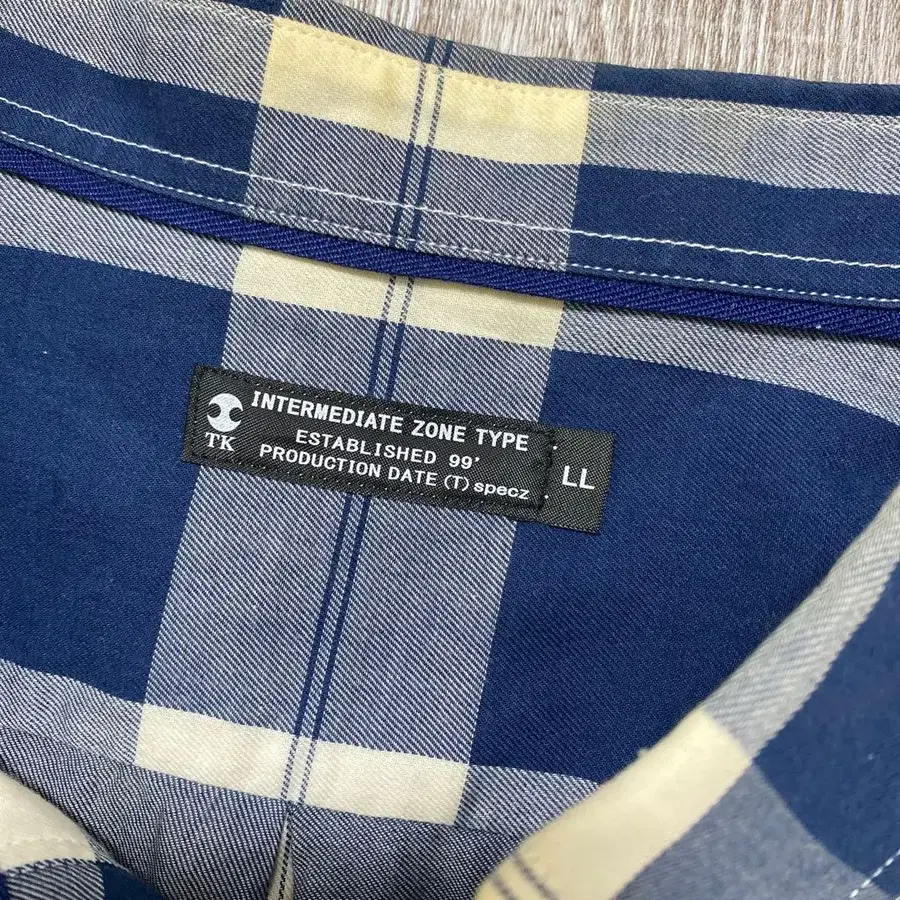 INTERMEDIATE ZONE TYPE
TK
ESTABLISHED 99'
PRODUCTION DATE (T) specz
LL